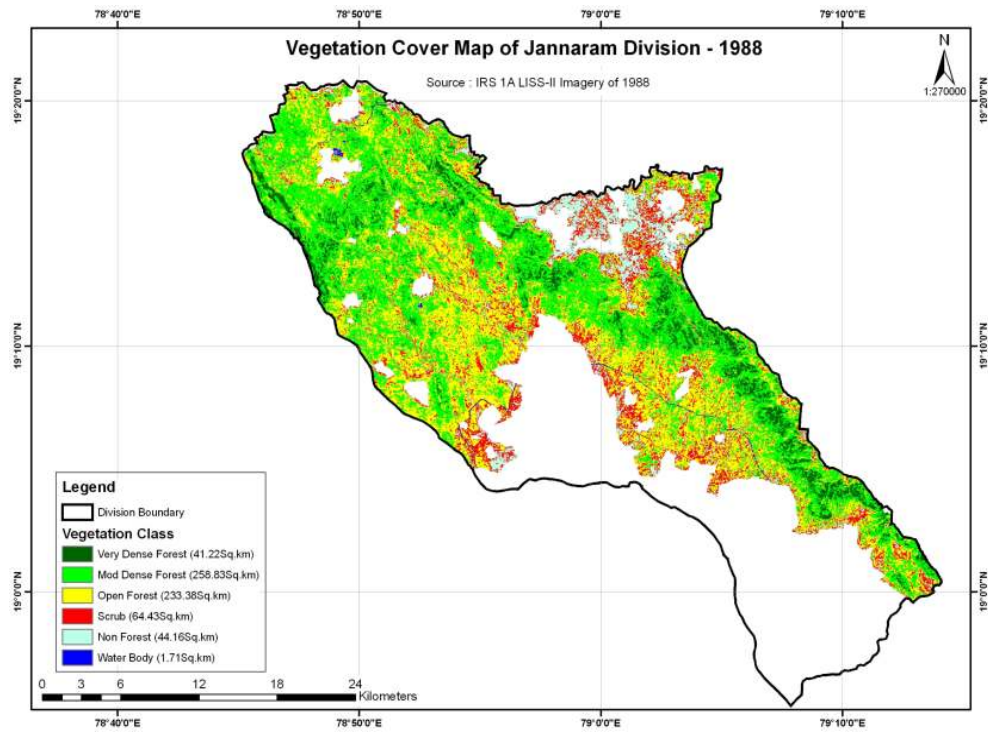 78°40'0"E 78°50'0"E 79°0'0"E 79°10'0"E
Vegetation Cover Map of Jannaram Division - 1988
Source : IRS 1A LISS-II Imagery of 1988
N
1:270000
19°20'0"N 19°20'0"N
19°10'0"N 19°10'0"N
19°0'0"N 19°0'0"N
Legend
Division Boundary
Vegetation Class
Very Dense Forest (41.22Sq.km)
Mod Dense Forest (258.83Sq.km)
Open Forest (233.38Sq.km)
Scrub (64.43Sq.km)
Non Forest (44.16Sq.km)
Water Body (1.71Sq.km)
0 3 6 12 18 24
Kilometers
78°40'0"E 78°50'0"E 79°0'0"E 79°10'0"E